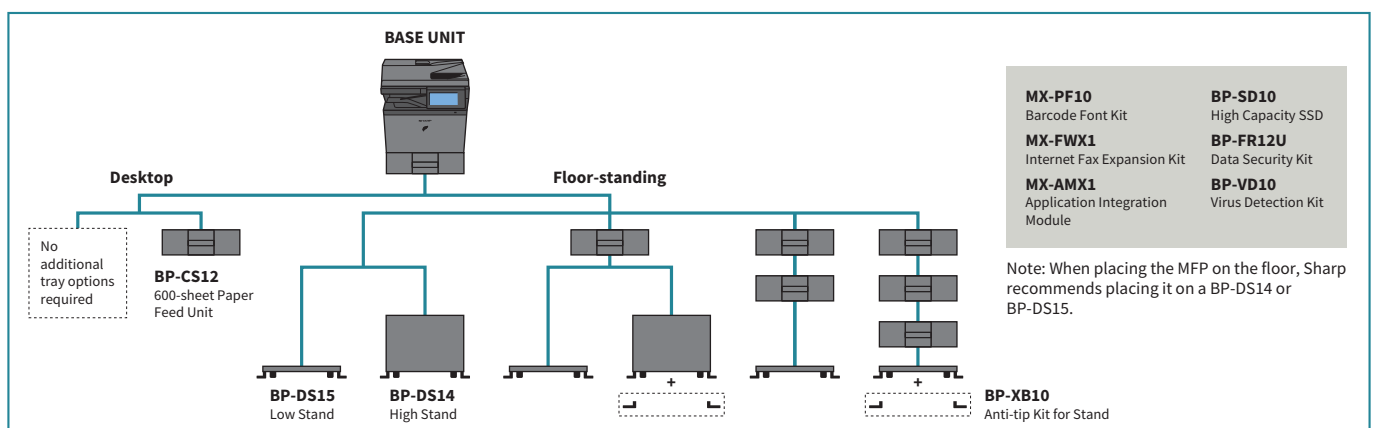 BASE UNIT
Desktop
Floor-standing
No
additional
tray options
required
BP-CS12
600-sheet Paper
Feed Unit
BP-DS15
Low Stand
BP-DS14
High Stand
+
+
BP-XB10
Anti-tip Kit for Stand
MX-PF10
Barcode Font Kit
MX-FWX1
Internet Fax Expansion Kit
MX-AMX1
Application Integration
Module
BP-SD10
High Capacity SSD
BP-FR12U
Data Security Kit
BP-VD10
Virus Detection Kit
Note: When placing the MFP on the floor, Sharp
recommends placing it on a BP-DS14 or
BP-DS15.